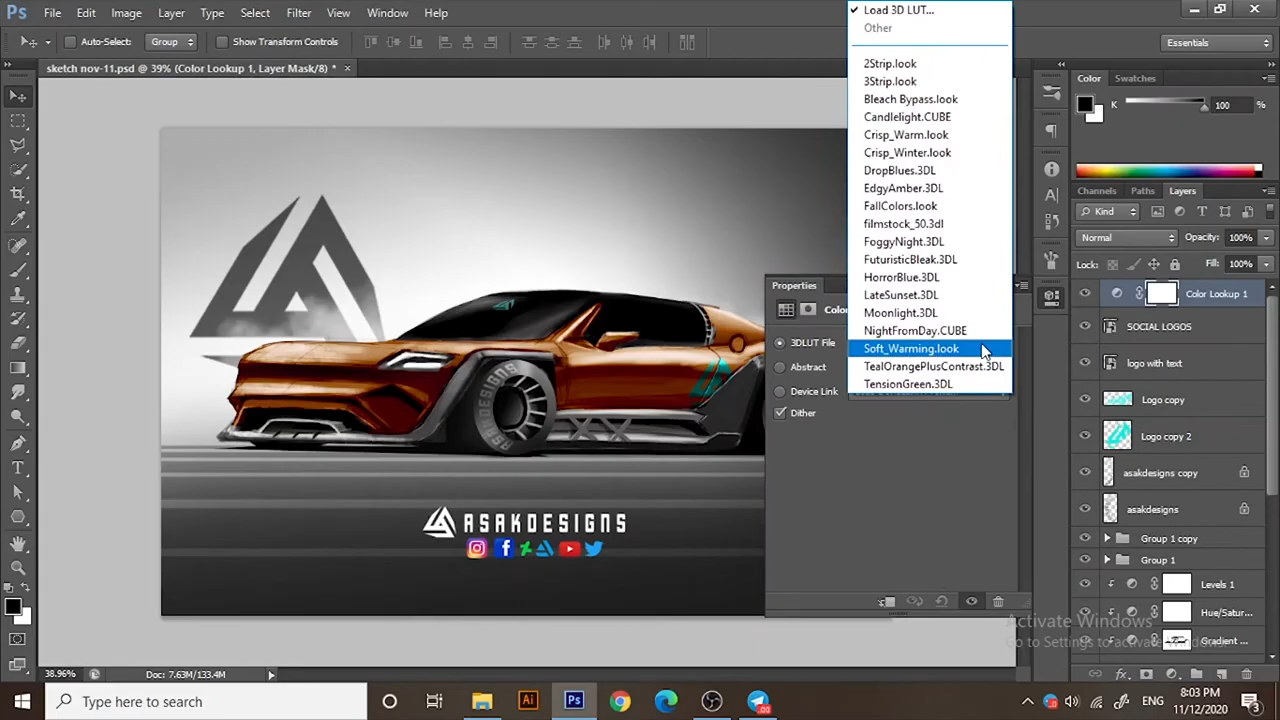 Ps File Edit Image Layer Type Select Filter View Window Help
Auto-Select: Group Show Transform Controls Essentials
sketch nov-11.psd @ 39% (Color Lookup 1, Layer Mask/8) *
Load 3D LUT...
Other
2Strip.look
3Strip.look
Bleach Bypass.look
Candlelight.CUBE
Crisp_Warm.look
Crisp_Winter.look
DropBlues.3DL
EdgyAmber.3DL
FallColors.look
filmstock_50.3dl
FoggyNight.3DL
FuturisticBleak.3DL
HorrorBlue.3DL
LateSunset.3DL
Moonlight.3DL
NightFromDay.CUBE
Soft_Warming.look
TealOrangePlusContrast.3DL
TensionGreen.3DL
Properties
Color
3DLUT File
Abstract
Device Link
Dither
Color Swatches
K 100 %
Channels Paths Layers
Kind
Normal Opacity: 100%
Lock: Fill: 100%
Color Lookup 1
SOCIAL LOGOS
logo with text
Logo copy
Logo copy 2
asakdesigns copy
asakdesigns
Group 1 copy
Group 1
Levels 1
Hue/Satur...
Gradient ...
ASAKDESIGNS
ASAKDESIGNS
Activate Windows
Go to Settings to activate Windows.
38.96% Doc: 7.63M/133.4M
Type here to search
Ai Ps
ENG
8:03 PM
11/12/2020
3